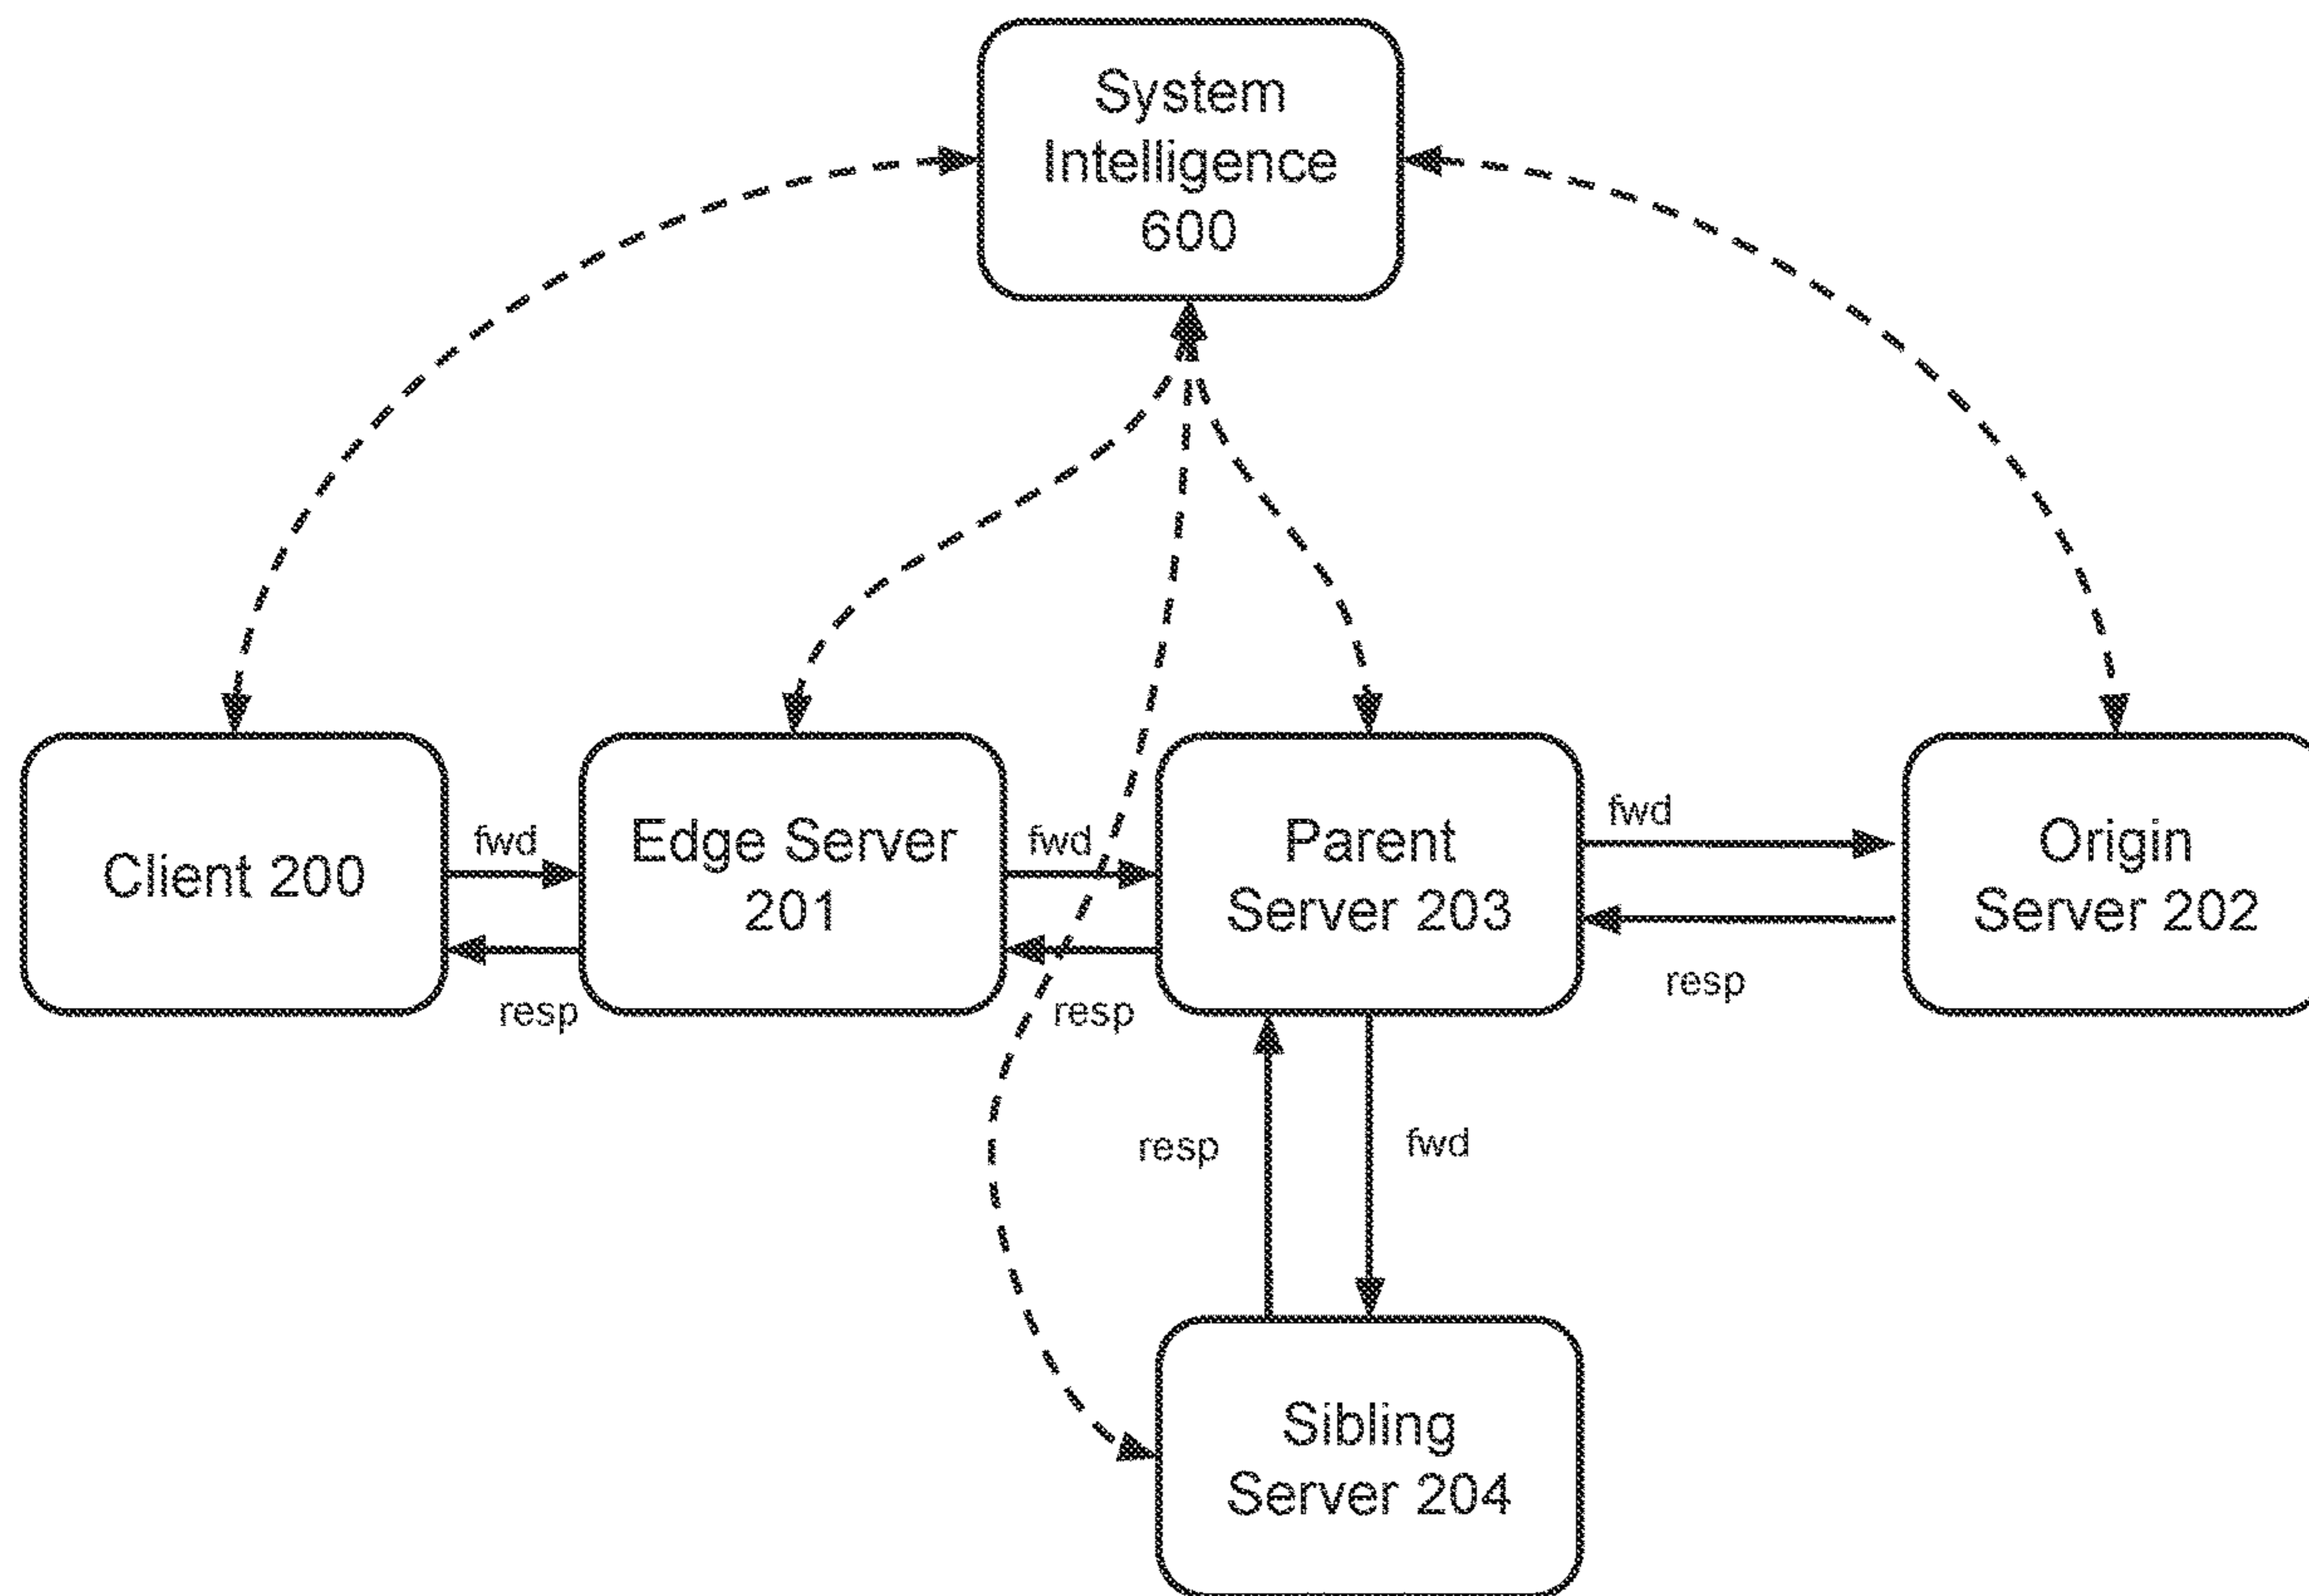 System
Intelligence
600
Client 200
fwd
resp
Edge Server
201
fwd
resp
Parent
Server 203
fwd
resp
Origin
Server 202
resp
fwd
Sibling
Server 204